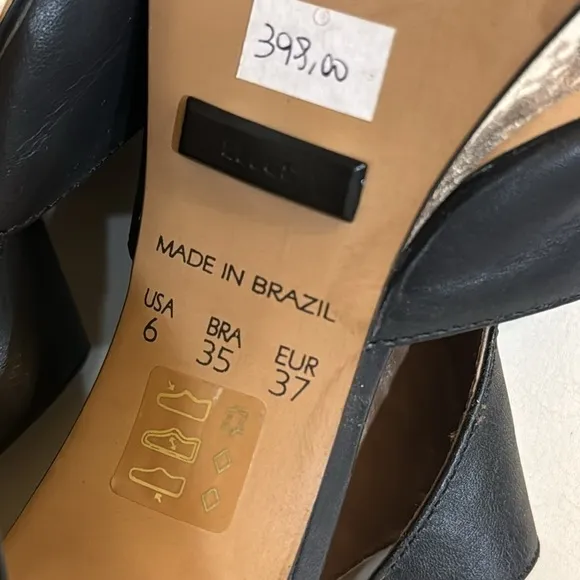 398,00
MADE IN BRAZIL
USA BRA EUR
6 35 37